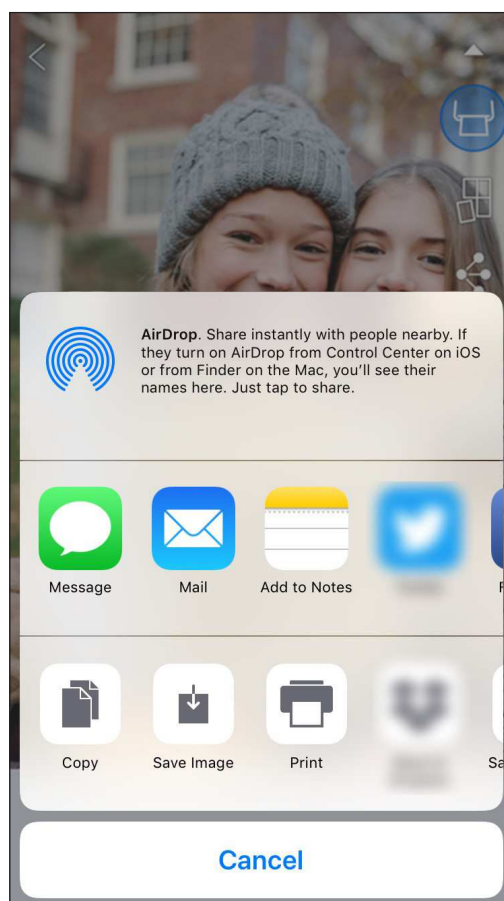 AirDrop. Share instantly with people nearby. If
they turn on AirDrop from Control Center on iOS
or from Finder on the Mac, you’ll see their
names here. Just tap to share.
Message Mail Add to Notes
Copy Save Image Print
Cancel